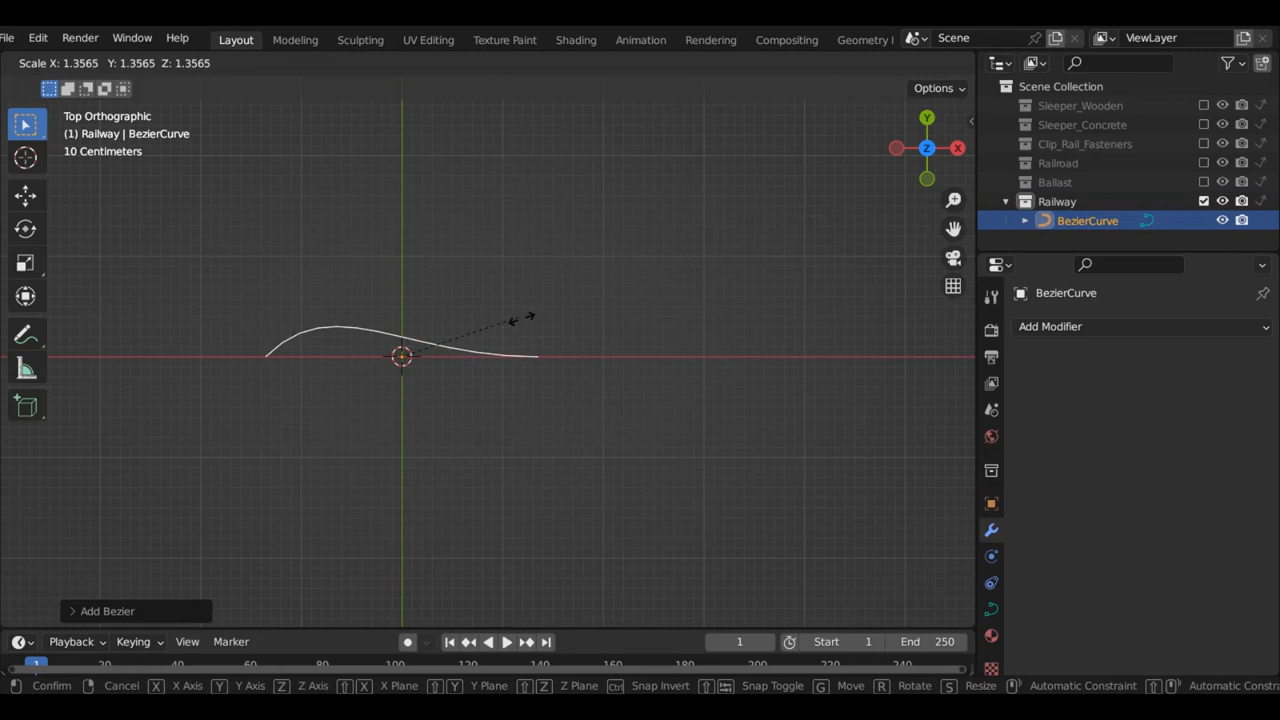 File Edit Render Window Help Layout Modeling Sculpting UV Editing Texture Paint Shading Animation Rendering Compositing Geometry Scene ViewLayer
Scale X: 1.3565 Y: 1.3565 Z: 1.3565
Options
Top Orthographic
(1) Railway | BezierCurve
10 Centimeters
Y
Z
X
Scene Collection
Sleeper_Wooden
Sleeper_Concrete
Clip_Rail_Fasteners
Railroad
Ballast
Railway
BezierCurve
BezierCurve
Add Modifier
Add Bezier
Playback Keying View Marker 1 Start 1 End 250
1 20 40 60 80 100 120 140 200 240
Confirm Cancel X X Axis Y Y Axis Z Z Axis X X Plane Y Y Plane Z Z Plane Ctrl Snap Invert Snap Toggle G Move R Rotate S Resize Automatic Constraint Automatic Const